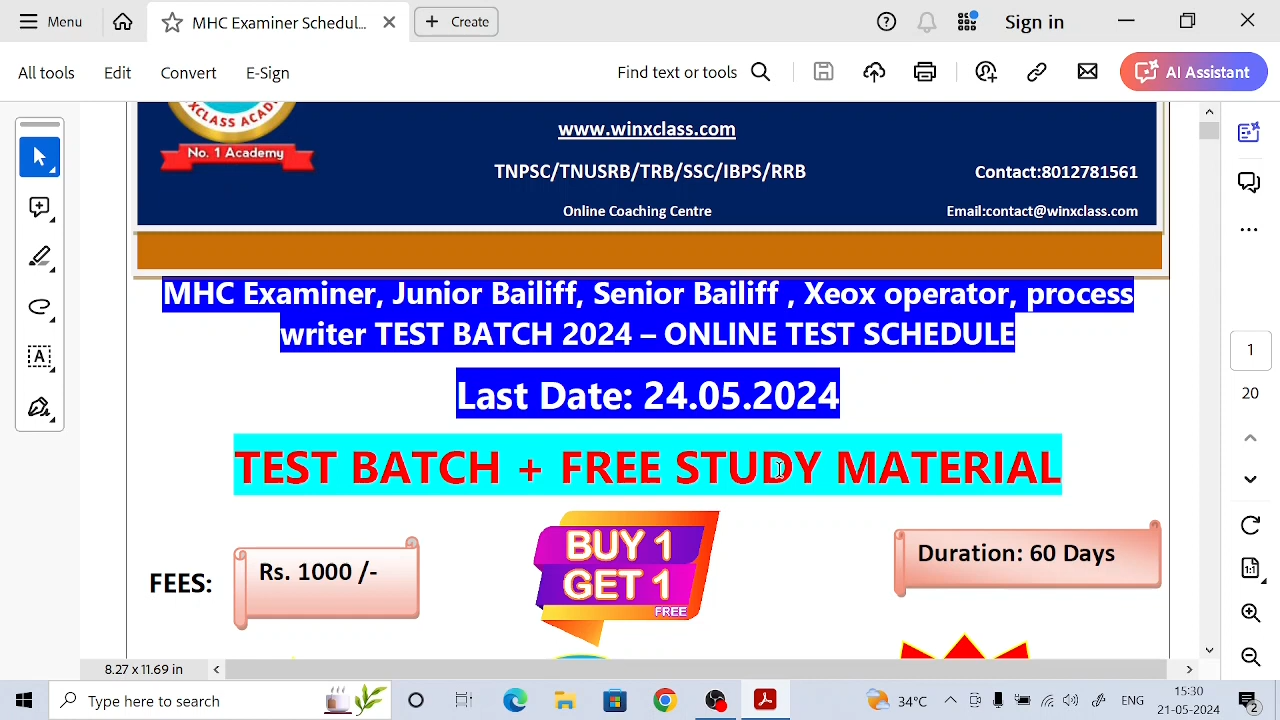 Menu
MHC Examiner Schedul...
Create
Sign in
All tools
Edit
Convert
E-Sign
Find text or tools
AI Assistant
XCLASS ACAD
No. 1 Academy
www.winxclass.com
TNPSC/TNUSRB/TRB/SSC/IBPS/RRB
Contact:8012781561
Online Coaching Centre
Email:contact@winxclass.com
MHC Examiner, Junior Bailiff, Senior Bailiff , Xeox operator, process
writer TEST BATCH 2024 – ONLINE TEST SCHEDULE
Last Date: 24.05.2024
TEST BATCH + FREE STUDY MATERIAL
FEES:
Rs. 1000 /-
BUY 1
GET 1
FREE
Duration: 60 Days
1
20
1:1
8.27 x 11.69 in
Type here to search
34°C
ENG
15:30
21-05-2024
2